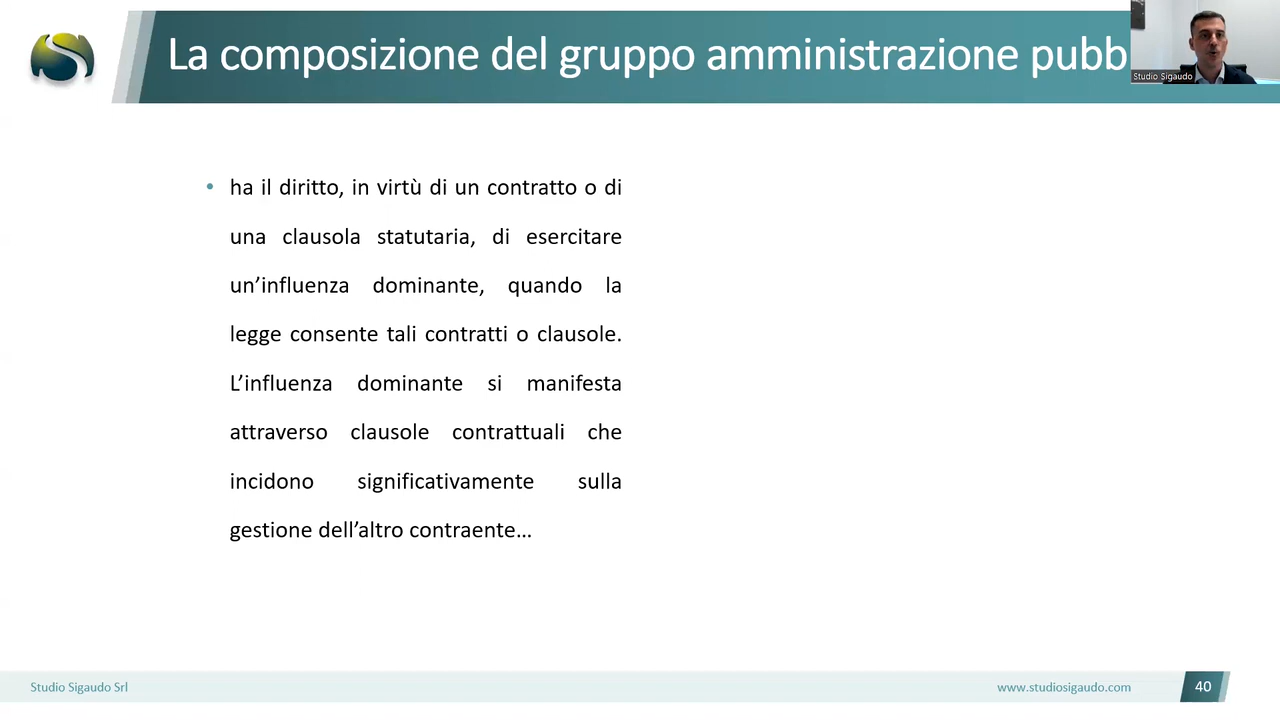 La composizione del gruppo amministrazione pubb
Studio Sigaudo
• ha il diritto, in virtù di un contratto o di
una clausola statutaria, di esercitare
un’influenza dominante, quando la
legge consente tali contratti o clausole.
L’influenza dominante si manifesta
attraverso clausole contrattuali che
incidono significativamente sulla
gestione dell’altro contraente…
Studio Sigaudo Srl
www.studiosigaudo.com
40